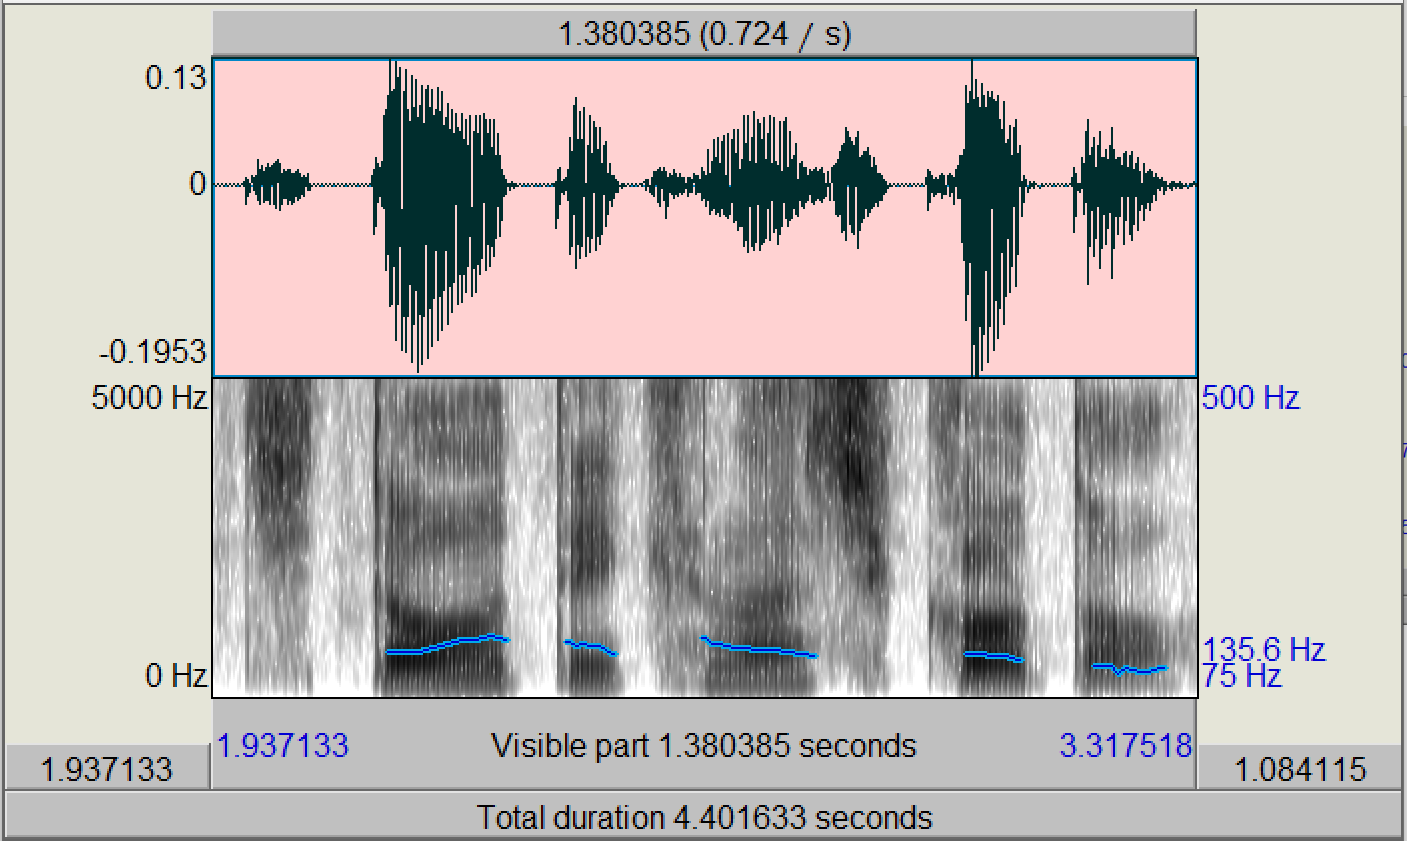 1.380385 (0.724 / s)
0.13
0
-0.1953
5000 Hz
500 Hz
135.6 Hz
0 Hz
75 Hz
1.937133
Visible part 1.380385 seconds
3.317518
1.937133
1.084115
Total duration 4.401633 seconds